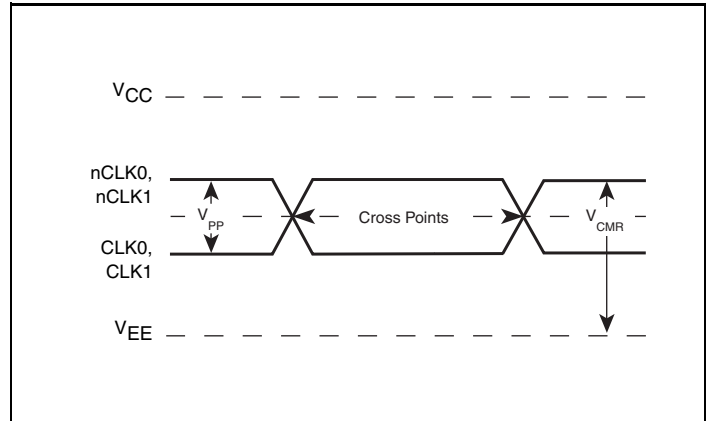 VCC
nCLK0,
nCLK1
VPP
Cross Points
VCMR
CLK0,
CLK1
VEE